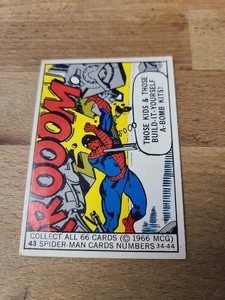 ROOOM!
THOSE KIDS & THOSE
BUILD-IT-YOURSELF
A-BOMB KITS!
COLLECT ALL 66 CARDS (© 1966 MCG)
43 SPIDER-MAN CARDS NUMBERS 34-44